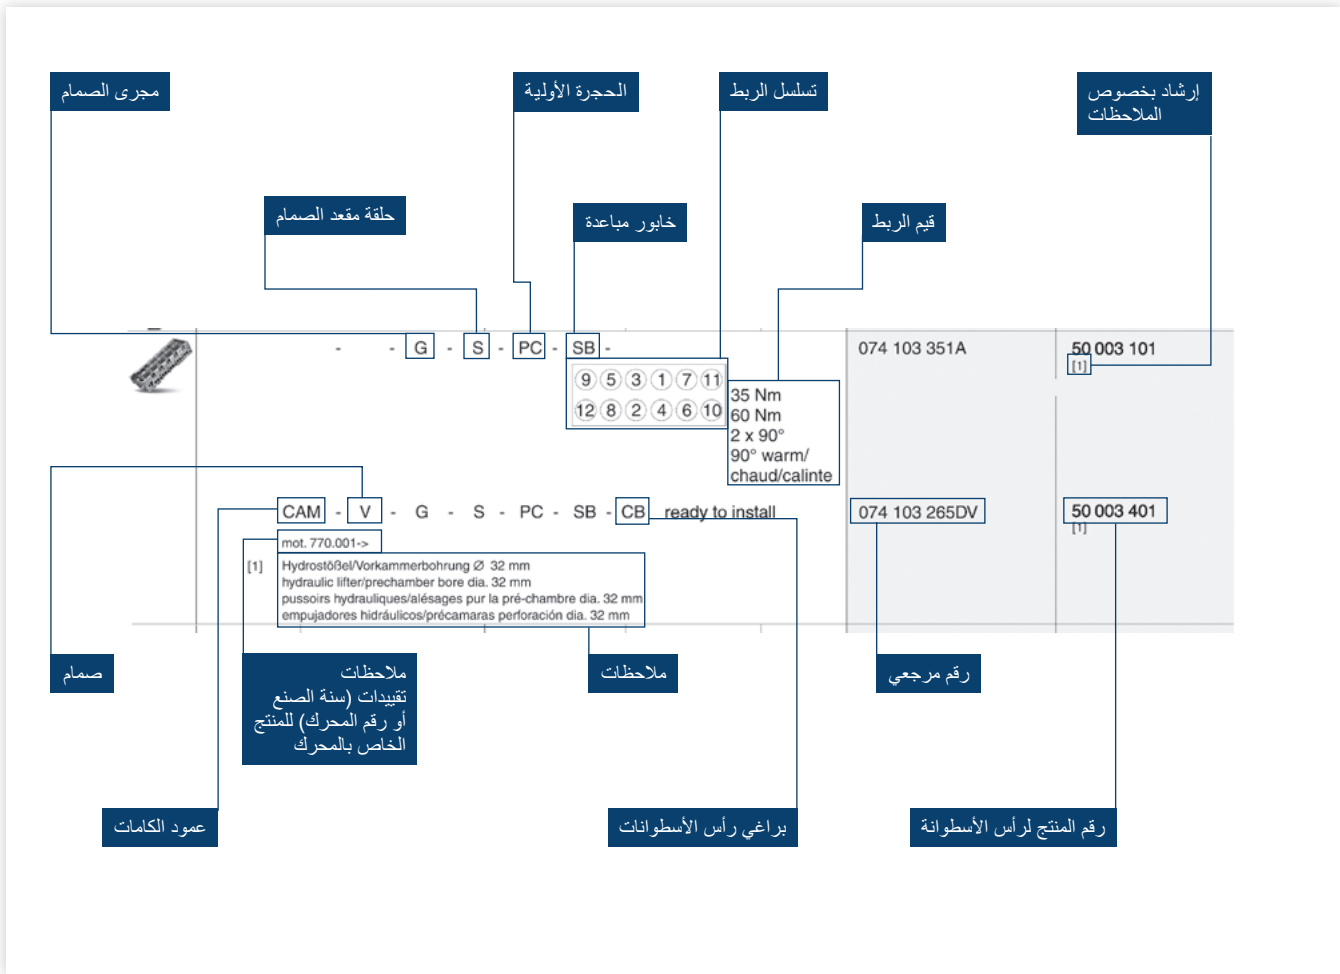 مجرى الصمام
الحجرة الأولية
تسلسل الربط
إرشاد بخصوص
الملاحظات
حلقة مقعد الصمام
خابور مباعدة
قيم الربط
- - G - S - PC - SB -
074 103 351A
50 003 101
[1]
9 5 3 1 7 11
12 8 2 4 6 10
35 Nm
60 Nm
2 x 90°
90° warm/
chaud/calinte
CAM - V - G - S - PC - SB - CB ready to install
074 103 265DV
50 003 401
[1]
mot. 770.001->
[1] Hydrostößel/Vorkammerbohrung Ø 32 mm
hydraulic lifter/prechamber bore dia. 32 mm
pussoirs hydrauliques/alésages pur la pré-chambre dia. 32 mm
empujadores hidráulicos/précamaras perforación dia. 32 mm
صمام
ملاحظات
تقييدات (سنة الصنع
أو رقم المحرك) للمنتج
الخاص بالمحرك
ملاحظات
رقم مرجعي
عمود الكامات
براغي رأس الأسطوانات
رقم المنتج لرأس الأسطوانة